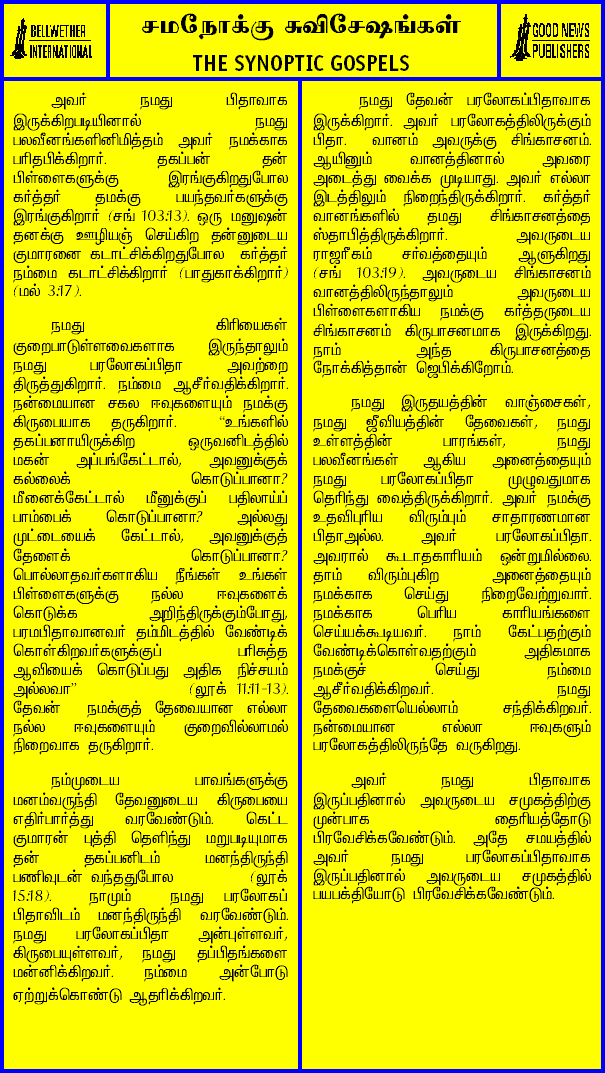 BELLWETHER
INTERNATIONAL
சமநோக்கு சுவிசேஷங்கள்
THE SYNOPTIC GOSPELS
GOOD NEWS
PUBLISHERS
அவர் நமது பிதாவாக
இருக்கிறபடியினால் நமது
பலவீனங்களினிமித்தம் அவர் நமக்காக
பரிதபிக்கிறார். தகப்பன் தன்
பிள்ளைகளுக்கு இரங்குகிறதுபோல
கர்த்தர் தமக்கு பயந்தவர்களுக்கு
இரங்குகிறார் (சங் 103:13). ஒரு மனுஷன்
தனக்கு ஊழியஞ் செய்கிற தன்னுடைய
குமாரனை கடாட்சிக்கிறதுபோல கர்த்தர்
நம்மை கடாட்சிக்கிறார் (பாதுகாக்கிறார்)
(மல் 3:17).
நமது கிரியைகள்
குறைபாடுள்ளவைகளாக இருந்தாலும்
நமது பரலோகப்பிதா அவற்றை
திருத்துகிறார். நம்மை ஆசீர்வதிக்கிறார்.
நன்மையான சகல ஈவுகளையும் நமக்கு
கிருபையாக தருகிறார். "உங்களில்
தகப்பனாயிருக்கிற ஒருவனிடத்தில்
மகன் அப்பங்கேட்டால், அவனுக்குக்
கல்லைக் கொடுப்பானா?
மீனைக்கேட்டால் மீனுக்குப் பதிலாய்ப்
பாம்பைக் கொடுப்பானா? அல்லது
முட்டையைக் கேட்டால், அவனுக்குத்
தேளைக் கொடுப்பானா?
பொல்லாதவர்களாகிய நீங்கள் உங்கள்
பிள்ளைகளுக்கு நல்ல ஈவுகளைக்
கொடுக்க அறிந்திருக்கும்போது,
பரமபிதாவானவர் தம்மிடத்தில் வேண்டிக்
கொள்கிறவர்களுக்குப் பரிசுத்த
ஆவியைக் கொடுப்பது அதிக நிச்சயம்
அல்லவா" (லூக் 11:11-13).
தேவன் நமக்குத் தேவையான எல்லா
நல்ல ஈவுகளையும் குறைவில்லாமல்
நிறைவாக தருகிறார்.
நம்முடைய பாவங்களுக்கு
மனம்வருந்தி தேவனுடைய கிருபையை
எதிர்பார்த்து வரவேண்டும். கெட்ட
குமாரன் புத்தி தெளிந்து மறுபடியுமாக
தன் தகப்பனிடம் மனந்திருந்தி
பணிவுடன் வந்ததுபோல (லூக்
15:18). நாமும் நமது பரலோகப்
பிதாவிடம் மனந்திருந்தி வரவேண்டும்.
நமது பரலோகப்பிதா அன்புள்ளவர்,
கிருபையுள்ளவர், நமது தப்பிதங்களை
மன்னிக்கிறவர். நம்மை அன்போடு
ஏற்றுக்கொண்டு ஆதரிக்கிறவர்.
நமது தேவன் பரலோகப்பிதாவாக
இருக்கிறார். அவர் பரலோகத்திலிருக்கும்
பிதா. வானம் அவருக்கு சிங்காசனம்.
ஆயினும் வானத்தினால் அவரை
அடைத்து வைக்க முடியாது. அவர் எல்லா
இடத்திலும் நிறைந்திருக்கிறார். கர்த்தர்
வானங்களில் தமது சிங்காசனத்தை
ஸ்தாபித்திருக்கிறார். அவருடைய
ராஜரீகம் சர்வத்தையும் ஆளுகிறது
(சங் 103:19). அவருடைய சிங்காசனம்
வானத்திலிருந்தாலும் அவருடைய
பிள்ளைகளாகிய நமக்கு கர்த்தருடைய
சிங்காசனம் கிருபாசனமாக இருக்கிறது.
நாம் அந்த கிருபாசனத்தை
நோக்கித்தான் ஜெபிக்கிறோம்.
நமது இருதயத்தின் வாஞ்சைகள்,
நமது ஜீவியத்தின் தேவைகள், நமது
உள்ளத்தின் பாரங்கள், நமது
பலவீனங்கள் ஆகிய அனைத்தையும்
நமது பரலோகப்பிதா முழுவதுமாக
தெரிந்து வைத்திருக்கிறார். அவர் நமக்கு
உதவிபுரிய விரும்பும் சாதாரணமான
பிதாஅல்ல. அவர் பரலோகப்பிதா.
அவரால் கூடாதகாரியம் ஒன்றுமில்லை.
தாம் விரும்புகிற அனைத்தையும்
நமக்காக செய்து நிறைவேற்றுவார்.
நமக்காக பெரிய காரியங்களை
செய்யக்கூடியவர். நாம் கேட்பதற்கும்
வேண்டிக்கொள்வதற்கும் அதிகமாக
நமக்குச் செய்து நம்மை
ஆசீர்வதிக்கிறவர். நமது
தேவைகளையெல்லாம் சந்திக்கிறவர்.
நன்மையான எல்லா ஈவுகளும்
பரலோகத்திலிருந்தே வருகிறது.
அவர் நமது பிதாவாக
இருப்பதினால் அவருடைய சமுகத்திற்கு
முன்பாக தைரியத்தோடு
பிரவேசிக்கவேண்டும். அதே சமயத்தில்
அவர் நமது பரலோகப்பிதாவாக
இருப்பதினால் அவருடைய சமுகத்தில்
பயபக்தியோடு பிரவேசிக்கவேண்டும்.